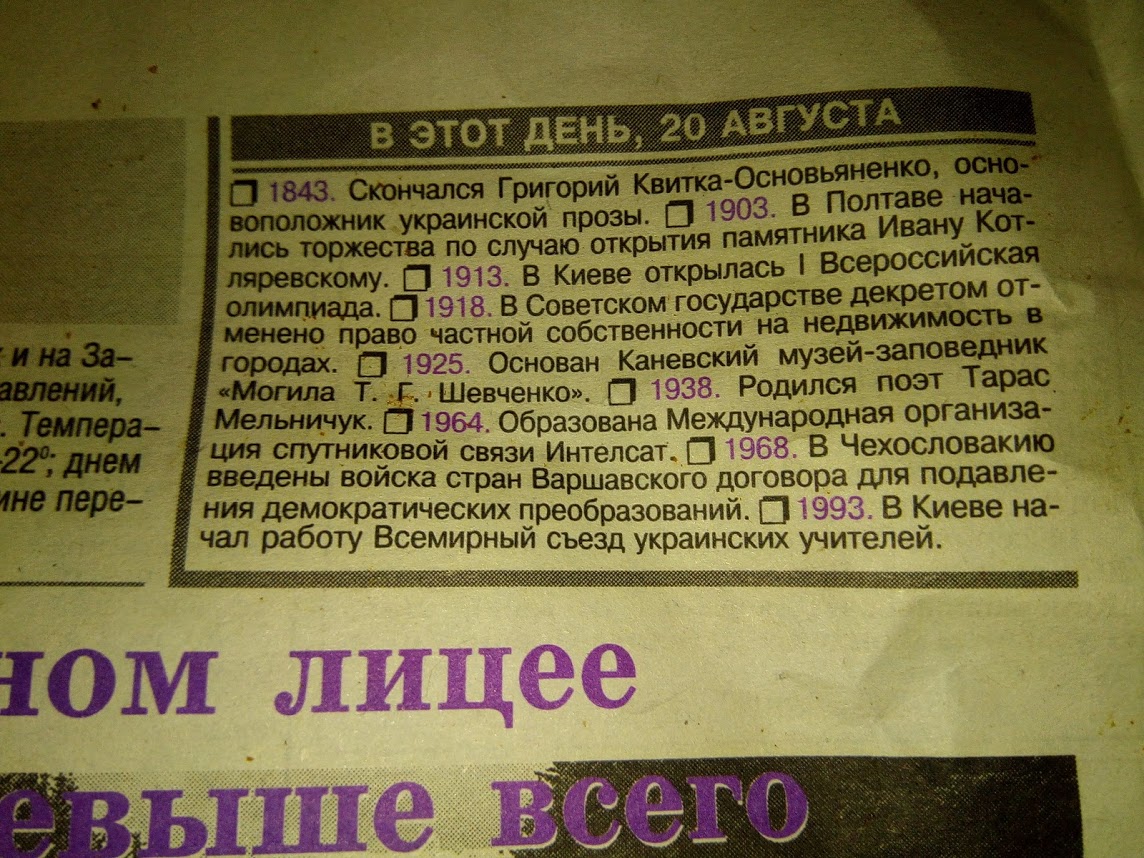 В ЭТОТ ДЕНЬ, 20 АВГУСТА
❒ 1843. Скончался Григорий Квитка-Основьяненко, осно-
воположник украинской прозы. ❒ 1903. В Полтаве нача-
лись торжества по случаю открытия памятника Ивану Кот-
ляревскому. ❒ 1913. В Киеве открылась I Всероссийская
олимпиада. ❒ 1918. В Советском государстве декретом от-
менено право частной собственности на недвижимость в
городах. ❒ 1925. Основан Каневский музей-заповедник
«Могила Т. Г. Шевченко». ❒ 1938. Родился поэт Тарас
Мельничук. ❒ 1964. Образована Международная организа-
ция спутниковой связи Интелсат. ❒ 1968. В Чехословакию
введены войска стран Варшавского договора для подавле-
ния демократических преобразований. ❒ 1993. В Киеве на-
чал работу Всемирный съезд украинских учителей.
и на За-
авлений,
. Темпера-
22°; днем
ине пере-
ном лицее
евыше всего